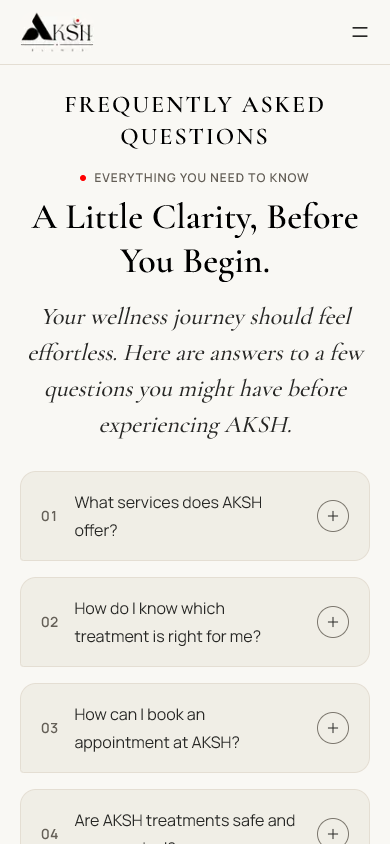 AKSH
FREQUENTLY ASKED
QUESTIONS
EVERYTHING YOU NEED TO KNOW
A Little Clarity, Before
You Begin.
Your wellness journey should feel
effortless. Here are answers to a few
questions you might have before
experiencing AKSH.
01 What services does AKSH
offer?
02 How do I know which
treatment is right for me?
03 How can I book an
appointment at AKSH?
04 Are AKSH treatments safe and